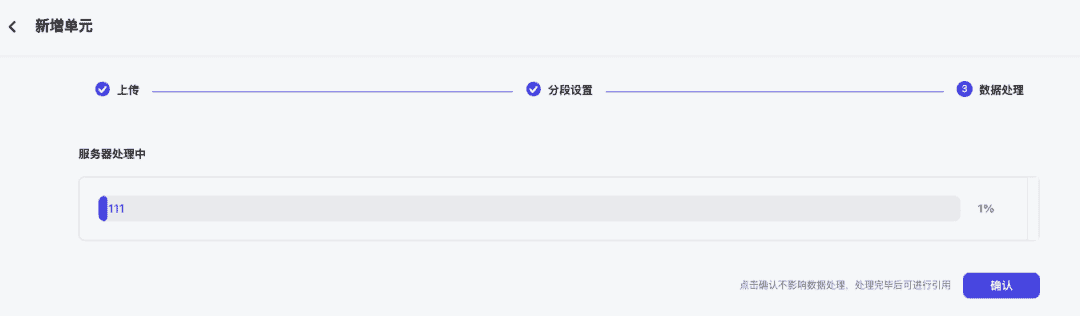 新增单元
上传
分段设置
3 数据处理
服务器处理中
111
1%
点击确认不影响数据处理，处理完毕后可进行引用
确认